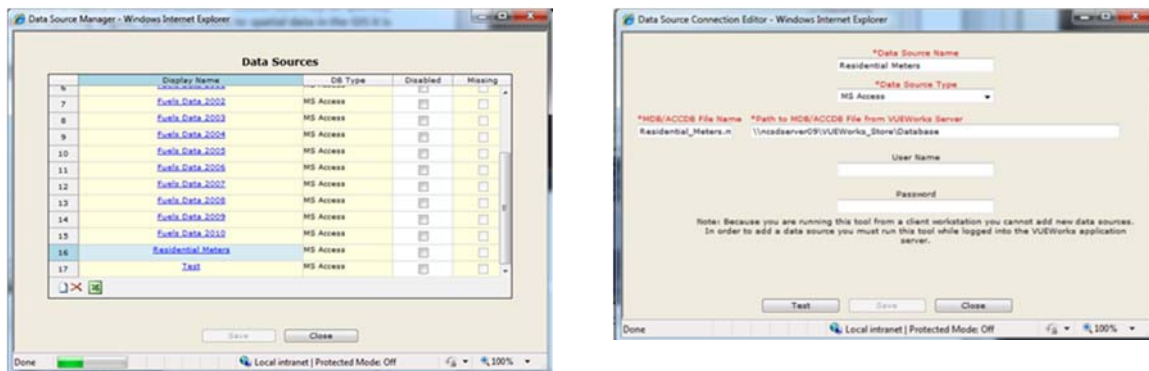 Data Source Manager - Windows Internet Explorer
Data Sources
Display Name DB Type Disabled Missing
6
7 Fuels Data 2002 MS Access
8 Fuels Data 2003 MS Access
9 Fuels Data 2004 MS Access
10 Fuels Data 2005 MS Access
11 Fuels Data 2006 MS Access
12 Fuels Data 2007 MS Access
13 Fuels Data 2008 MS Access
14 Fuels Data 2009 MS Access
15 Fuels Data 2010 MS Access
16 Residential Meters MS Access
17 Test MS Access
Save Close
Done Local intranet | Protected Mode: Off 100%
Data Source Connection Editor - Windows Internet Explorer
*Data Source Name
Residential Meters
*Data Source Type
MS Access
*MDB/ACCDB File Name *Path to MDB/ACCDB File from VUEWorks Server
Residential_Meters.m \\ncsdserver09\VUEWorks_Store\Database
User Name
Password
Note: Because you are running this tool from a client workstation you cannot add new data sources.
In order to add a data source you must run this tool while logged into the VUEWorks application
server.
Test Save Close
Done Local intranet | Protected Mode: Off 100%